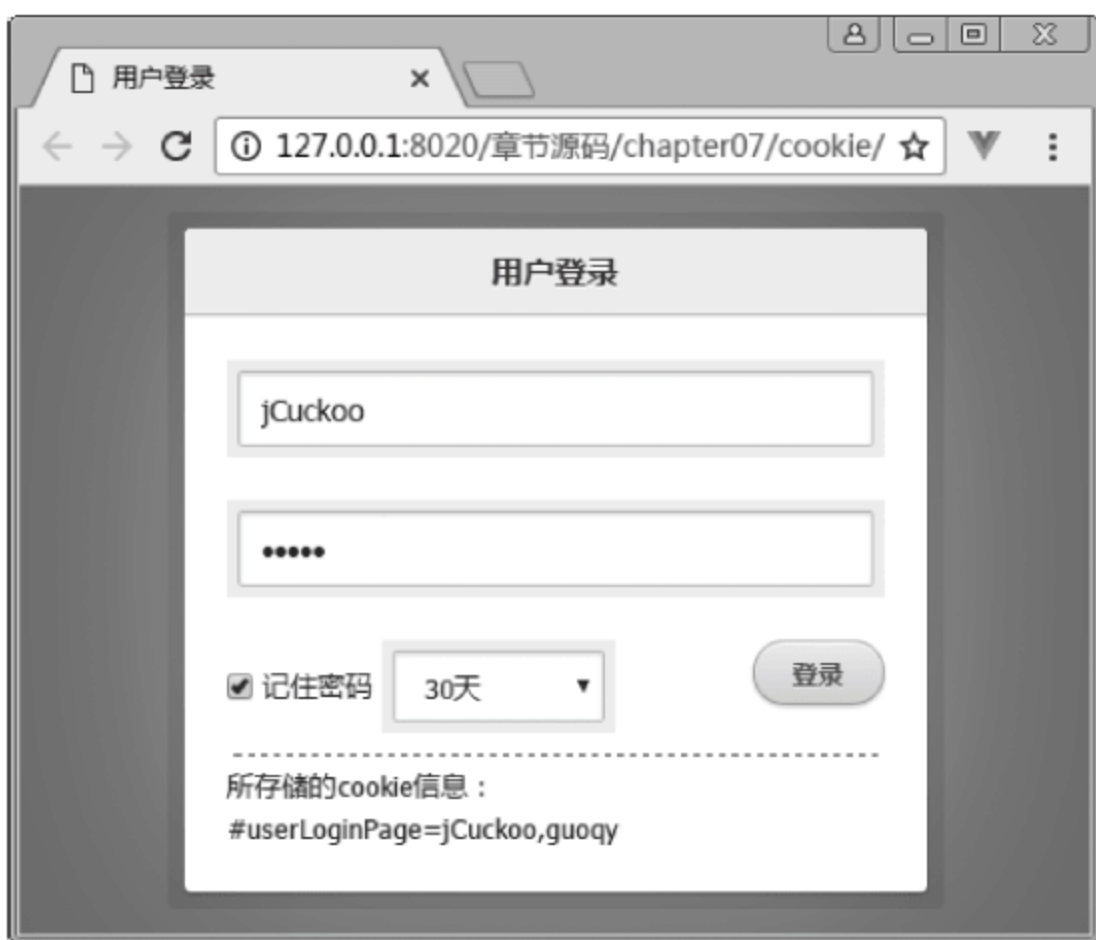 用户登录
127.0.0.1:8020/章节源码/chapter07/cookie/
用户登录
jCuckoo
•••••
记住密码 30天 登录
所存储的cookie信息：
#userLoginPage=jCuckoo,guoqy